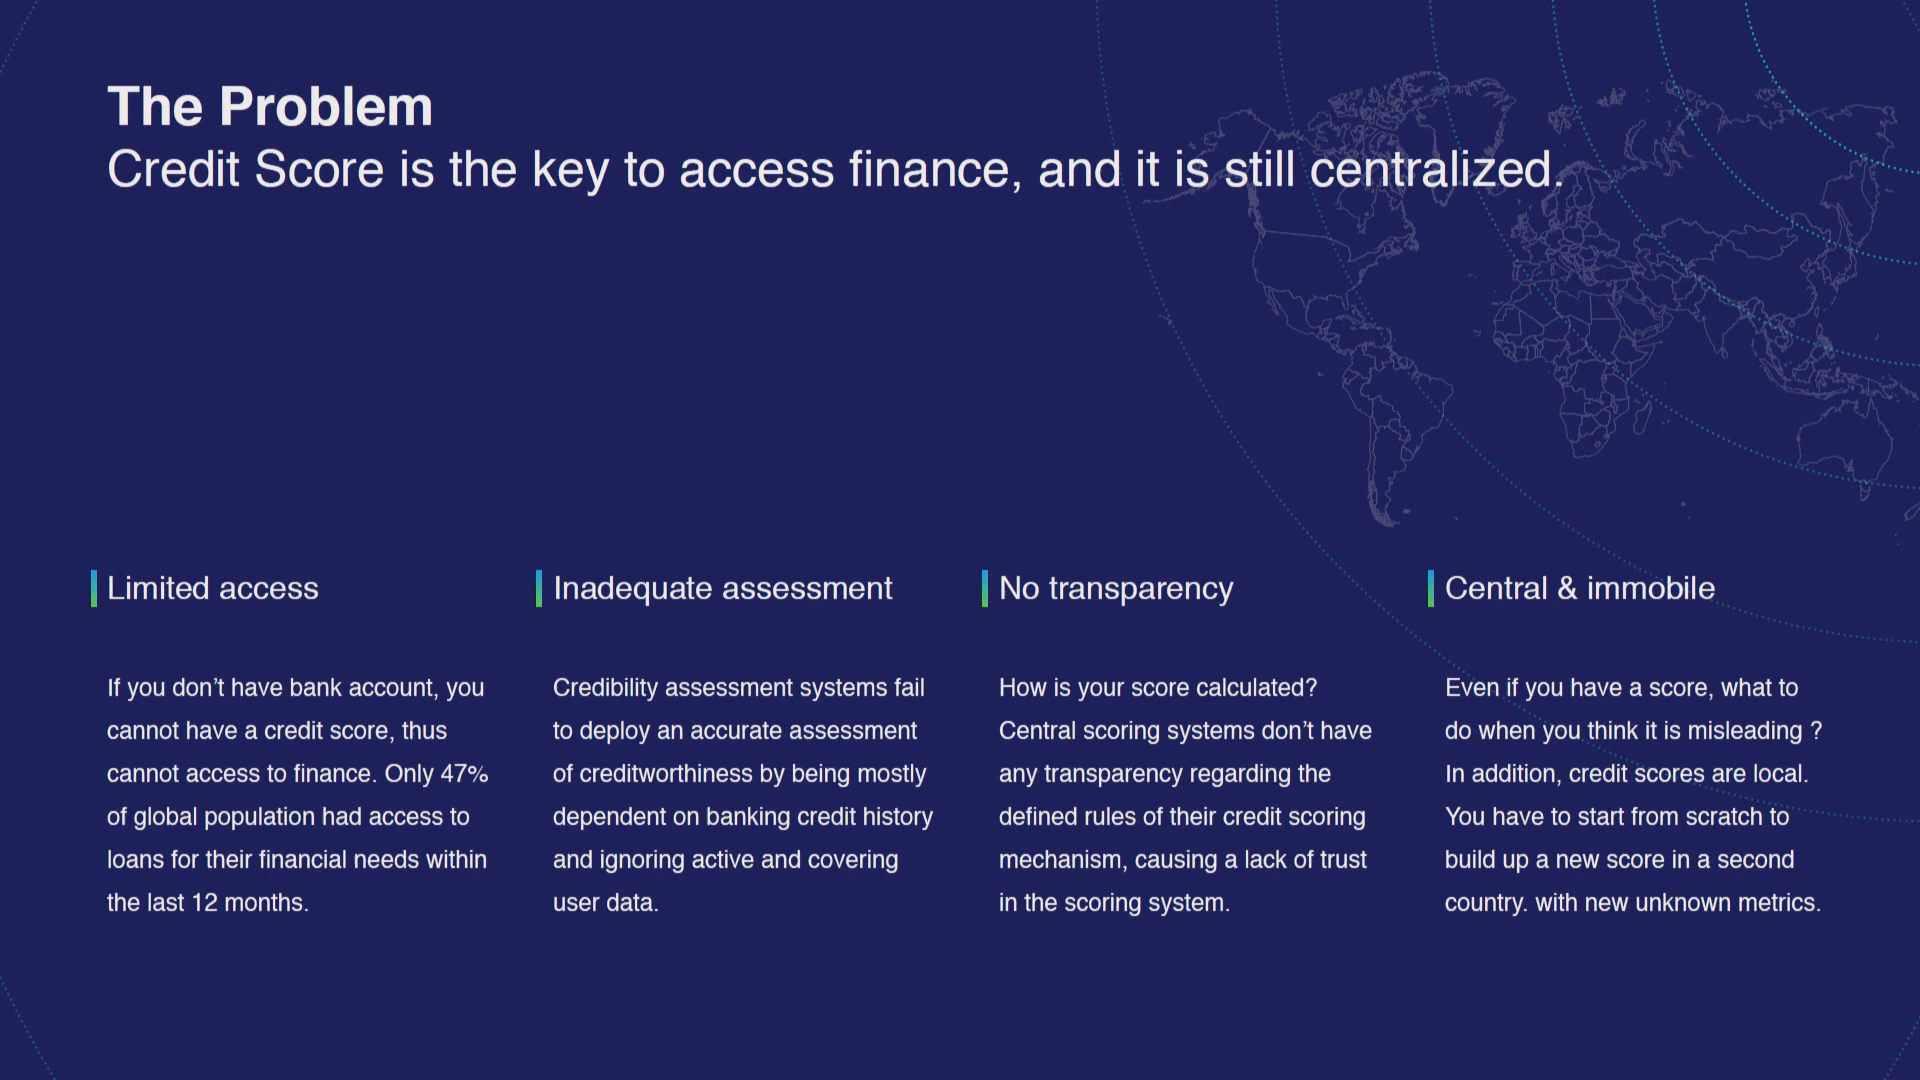 The Problem
Credit Score is the key to access finance, and it is still centralized.
Limited access
If you don’t have bank account, you
cannot have a credit score, thus
cannot access to finance. Only 47%
of global population had access to
loans for their financial needs within
the last 12 months.
Inadequate assessment
Credibility assessment systems fail
to deploy an accurate assessment
of creditworthiness by being mostly
dependent on banking credit history
and ignoring active and covering
user data.
No transparency
How is your score calculated?
Central scoring systems don’t have
any transparency regarding the
defined rules of their credit scoring
mechanism, causing a lack of trust
in the scoring system.
Central & immobile
Even if you have a score, what to
do when you think it is misleading ?
In addition, credit scores are local.
You have to start from scratch to
build up a new score in a second
country. with new unknown metrics.